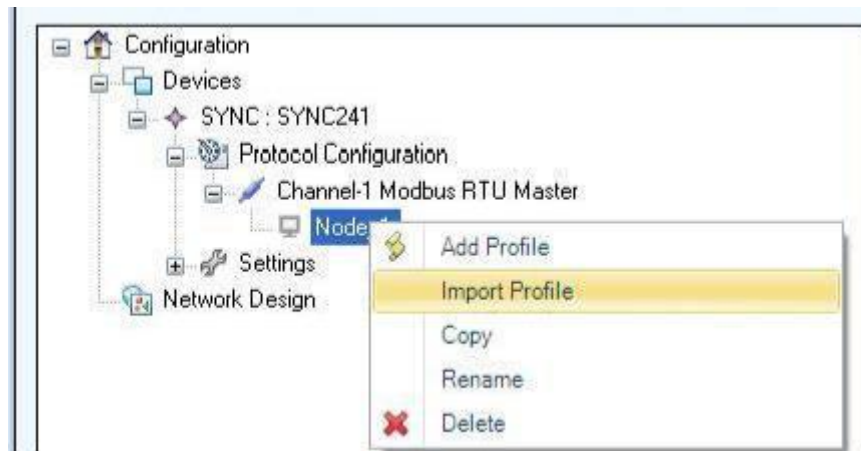 Configuration
Devices
SYNC : SYNC241
Protocol Configuration
Channel-1 Modbus RTU Master
Node
Add Profile
Settings
Import Profile
Network Design
Copy
Rename
Delete